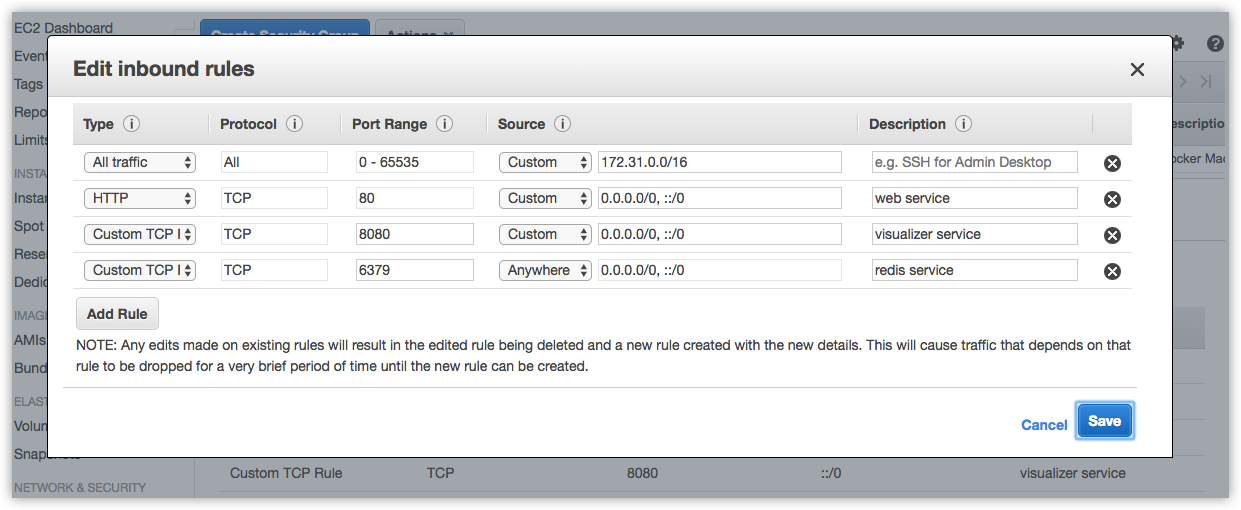 EC2 Dashboard
Create Security Group
Actions
Event
Tags
Repo
Limits
INSTA
Instan
Spot
Reser
Dedic
IMAG
AMIs
Bund
ELAST
Volum
Snapshots
NETWORK & SECURITY
Edit inbound rules
Type Protocol Port Range Source Description
All traffic All 0 - 65535 Custom 172.31.0.0/16 e.g. SSH for Admin Desktop
HTTP TCP 80 Custom 0.0.0.0/0, ::/0 web service
Custom TCP I TCP 8080 Custom 0.0.0.0/0, ::/0 visualizer service
Custom TCP I TCP 6379 Anywhere 0.0.0.0/0, ::/0 redis service
Add Rule
NOTE: Any edits made on existing rules will result in the edited rule being deleted and a new rule created with the new details. This will cause traffic that depends on that
rule to be dropped for a very brief period of time until the new rule can be created.
Cancel Save
escriptio
ocker Mac
Custom TCP Rule TCP 8080 ::/0 visualizer service